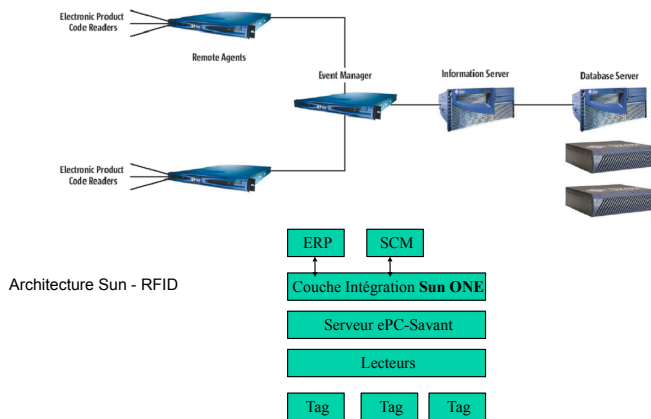 Electronic Product
Code Readers
Remote Agents
Event Manager
Information Server
Database Server
Electronic Product
Code Readers
ERP
SCM
Architecture Sun - RFID
Couche Intégration Sun ONE
Serveur ePC-Savant
Lecteurs
Tag
Tag
Tag